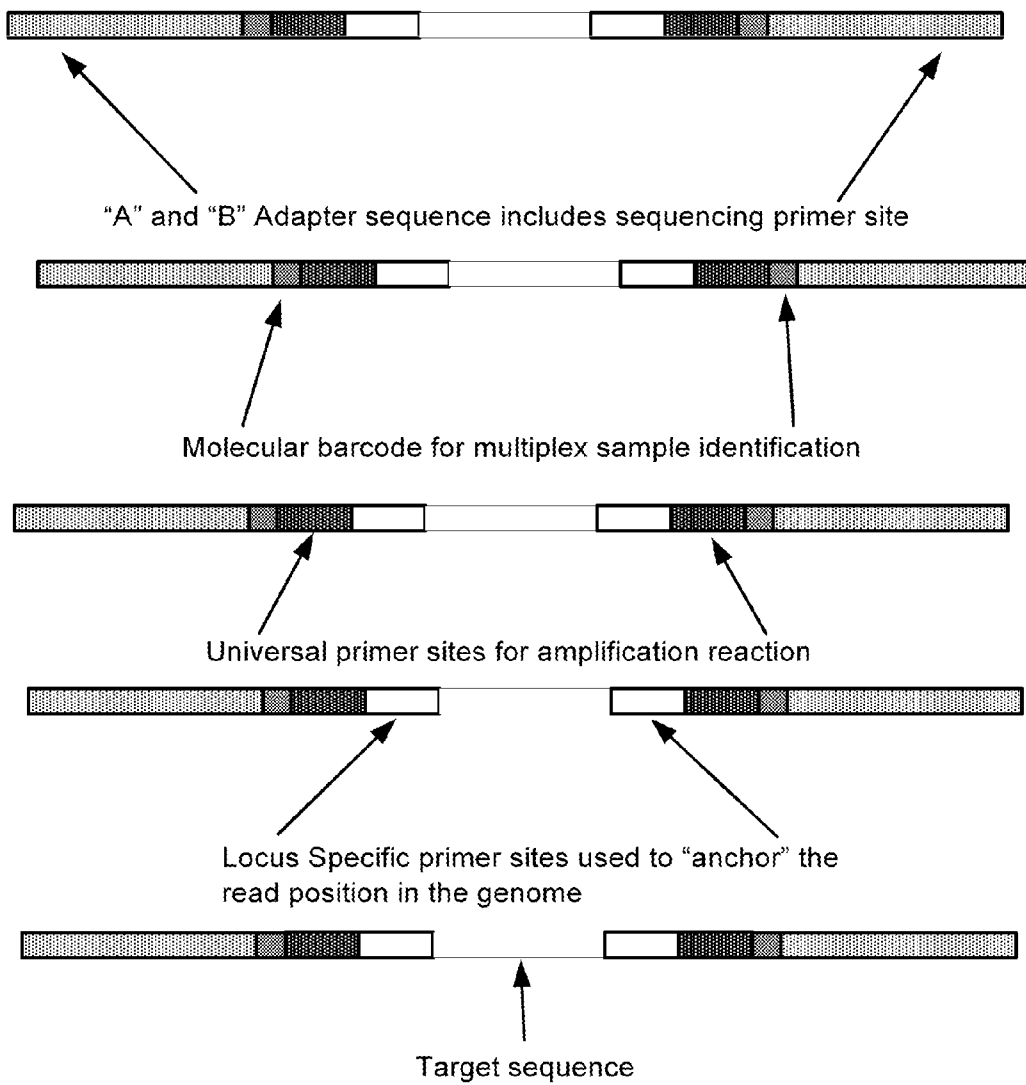 "A" and "B" Adapter sequence includes sequencing primer site
Molecular barcode for multiplex sample identification
Universal primer sites for amplification reaction
Locus Specific primer sites used to "anchor" the
read position in the genome
Target sequence